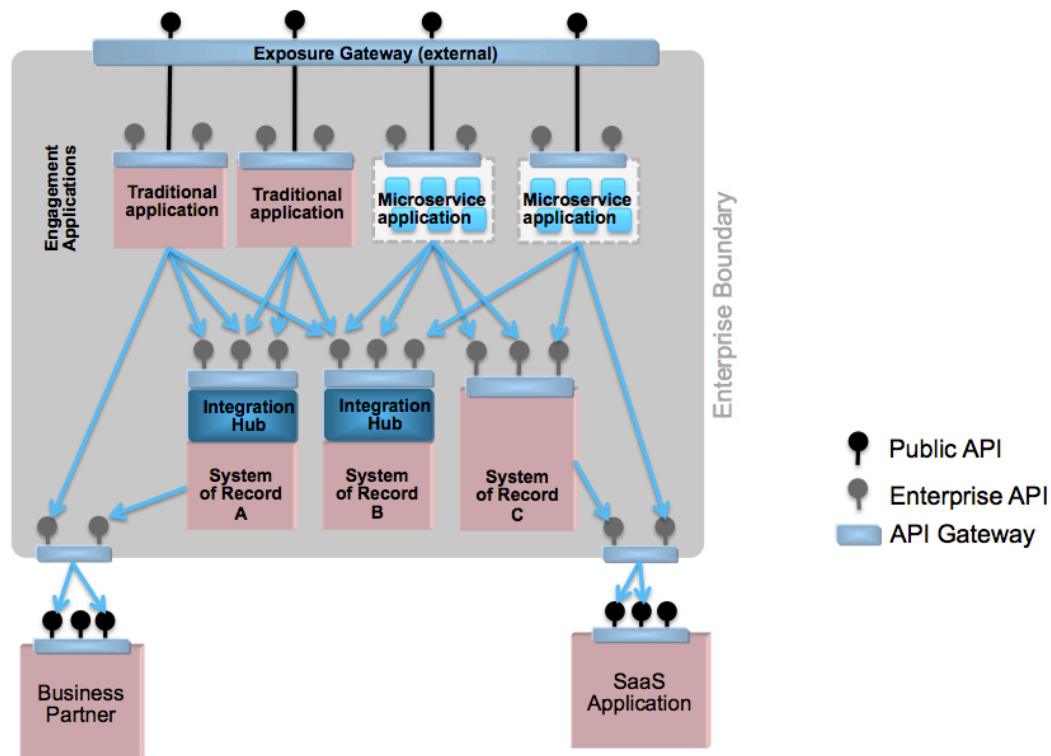 Exposure Gateway (external)
Engagement
Applications
Traditional
application
Traditional
application
Microservice
application
Microservice
application
Enterprise Boundary
Integration
Hub
Integration
Hub
System
of Record
A
System
of Record
B
System
of Record
C
Public API
Enterprise API
API Gateway
Business
Partner
SaaS
Application